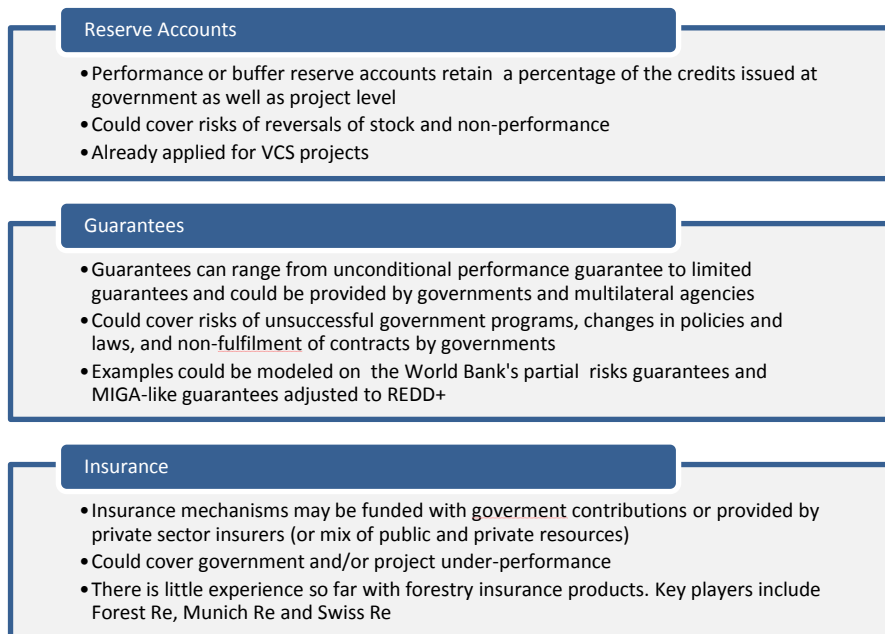 Reserve Accounts
•Performance or buffer reserve accounts retain  a percentage of the credits issued at
government as well as project level
•Could cover risks of reversals of stock and non-performance
•Already applied for VCS projects
Guarantees
•Guarantees can range from unconditional performance guarantee to limited
guarantees and could be provided by governments and multilateral agencies
•Could cover risks of unsuccessful government programs, changes in policies and
laws, and non-fulfilment of contracts by governments
•Examples could be modeled on  the World Bank's partial  risks guarantees and
MIGA-like guarantees adjusted to REDD+
Insurance
•Insurance mechanisms may be funded with goverment contributions or provided by
private sector insurers (or mix of public and private resources)
•Could cover government and/or project under-performance
•There is little experience so far with forestry insurance products. Key players include
Forest Re, Munich Re and Swiss Re